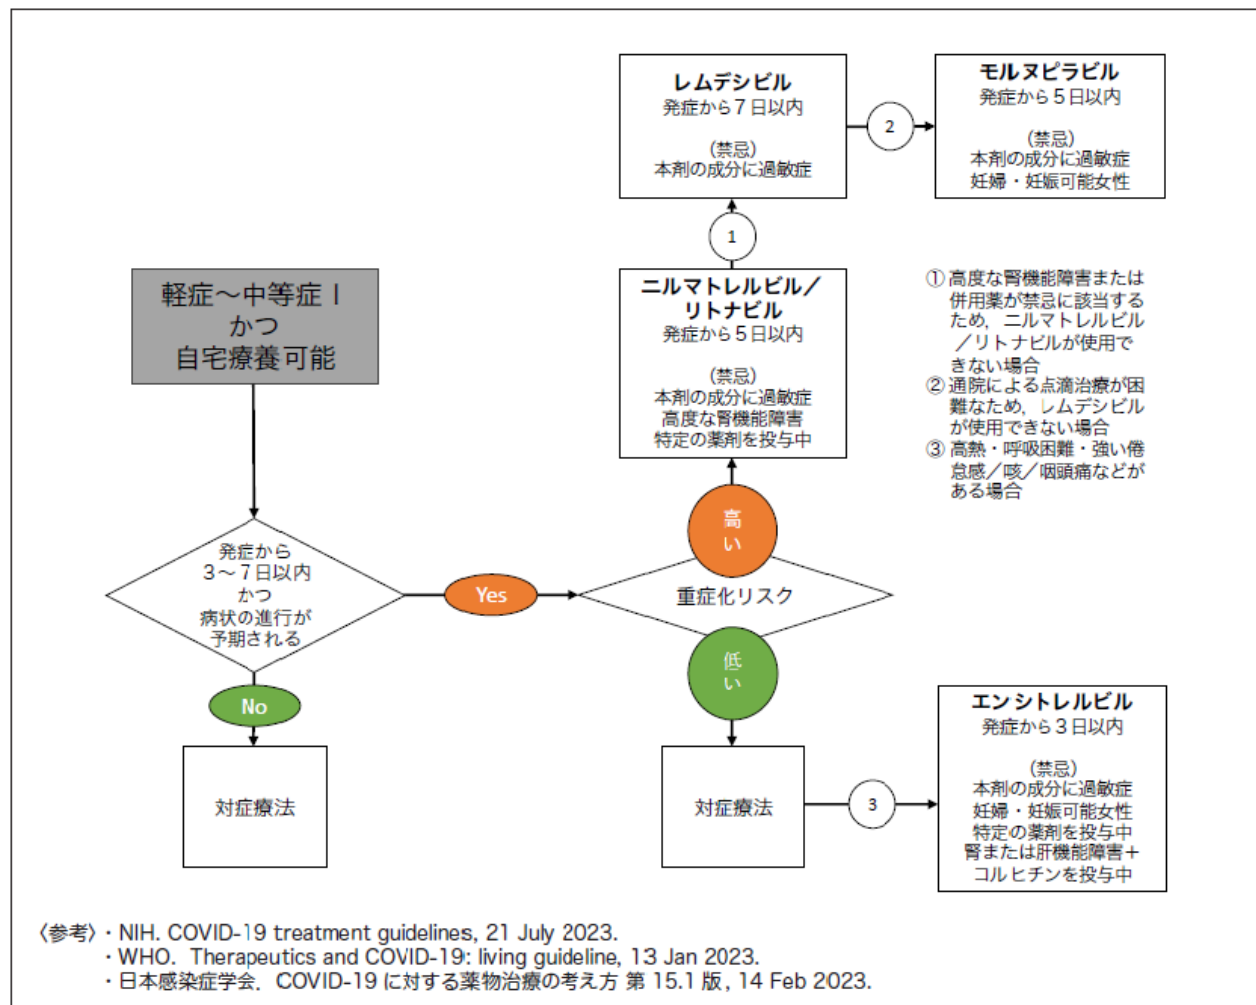 レムデシビル
発症から7日以内
(禁忌)
本剤の成分に過敏症
2
モルヌピラビル
発症から5日以内
(禁忌)
本剤の成分に過敏症
妊婦・妊娠可能女性
1
軽症～中等症Ⅰ
かつ
自宅療養可能
ニルマトレルビル／
リトナビル
発症から5日以内
(禁忌)
本剤の成分に過敏症
高度な腎機能障害
特定の薬剤を投与中
① 高度な腎機能障害または
併用薬が禁忌に該当する
ため，ニルマトレルビル
／リトナビルが使用で
きない場合
② 通院による点滴治療が困
難なため，レムデシビル
が使用できない場合
③ 高熱・呼吸困難・強い倦
怠感／咳／咽頭痛などが
ある場合
高
い
発症から
3～7日以内
かつ
病状の進行が
予期される
Yes
重症化リスク
低
い
No
対症療法
対症療法
3
エンシトレルビル
発症から3日以内
(禁忌)
本剤の成分に過敏症
妊婦・妊娠可能女性
特定の薬剤を投与中
腎または肝機能障害＋
コルヒチンを投与中
〈参考〉・NIH. COVID-19 treatment guidelines, 21 July 2023.
・WHO. Therapeutics and COVID-19: living guideline, 13 Jan 2023.
・日本感染症学会．COVID-19 に対する薬物治療の考え方 第 15.1 版, 14 Feb 2023.